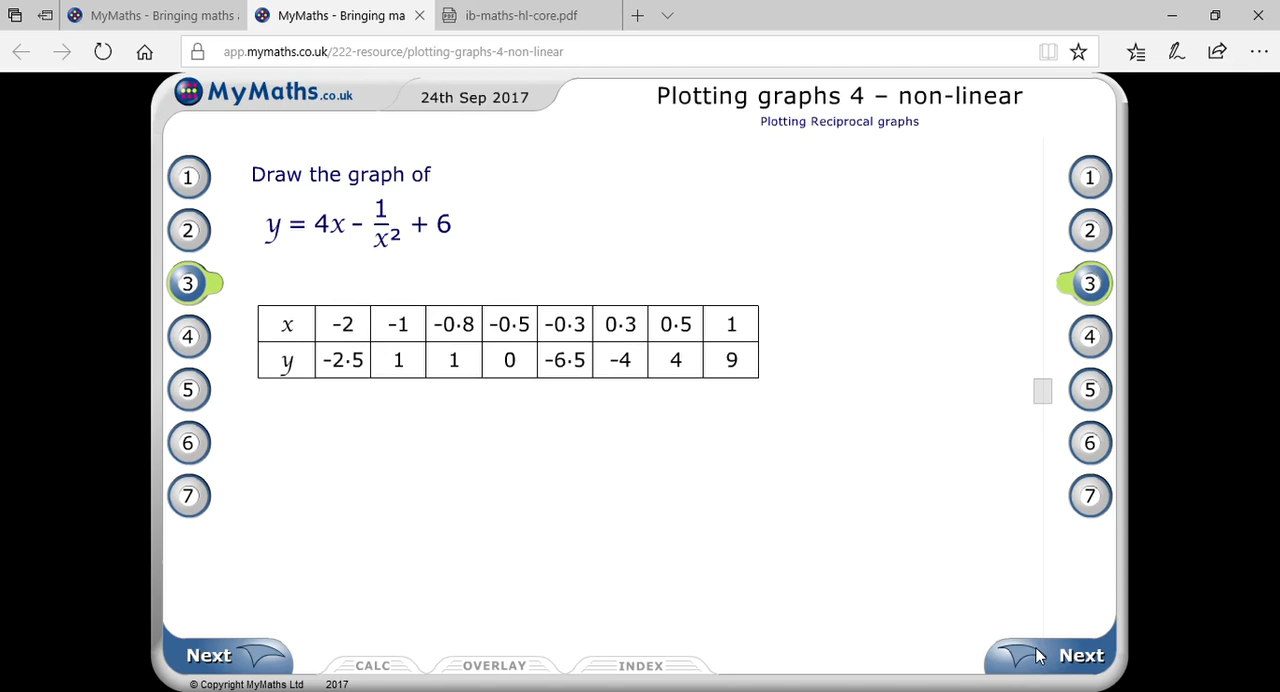 MyMaths - Bringing maths
MyMaths - Bringing ma
ib-maths-hl-core.pdf
app.mymaths.co.uk/222-resource/plotting-graphs-4-non-linear
MyMaths.co.uk
24th Sep 2017
Plotting graphs 4 – non-linear
Plotting Reciprocal graphs
Draw the graph of
y = 4x - 1/x² + 6
x -2 -1 -0·8 -0·5 -0·3 0·3 0·5 1
y -2·5 1 1 0 -6·5 -4 4 9
1
2
3
4
5
6
7
1
2
3
4
5
6
7
Next
CALC
OVERLAY
INDEX
Next
© Copyright MyMaths Ltd 2017